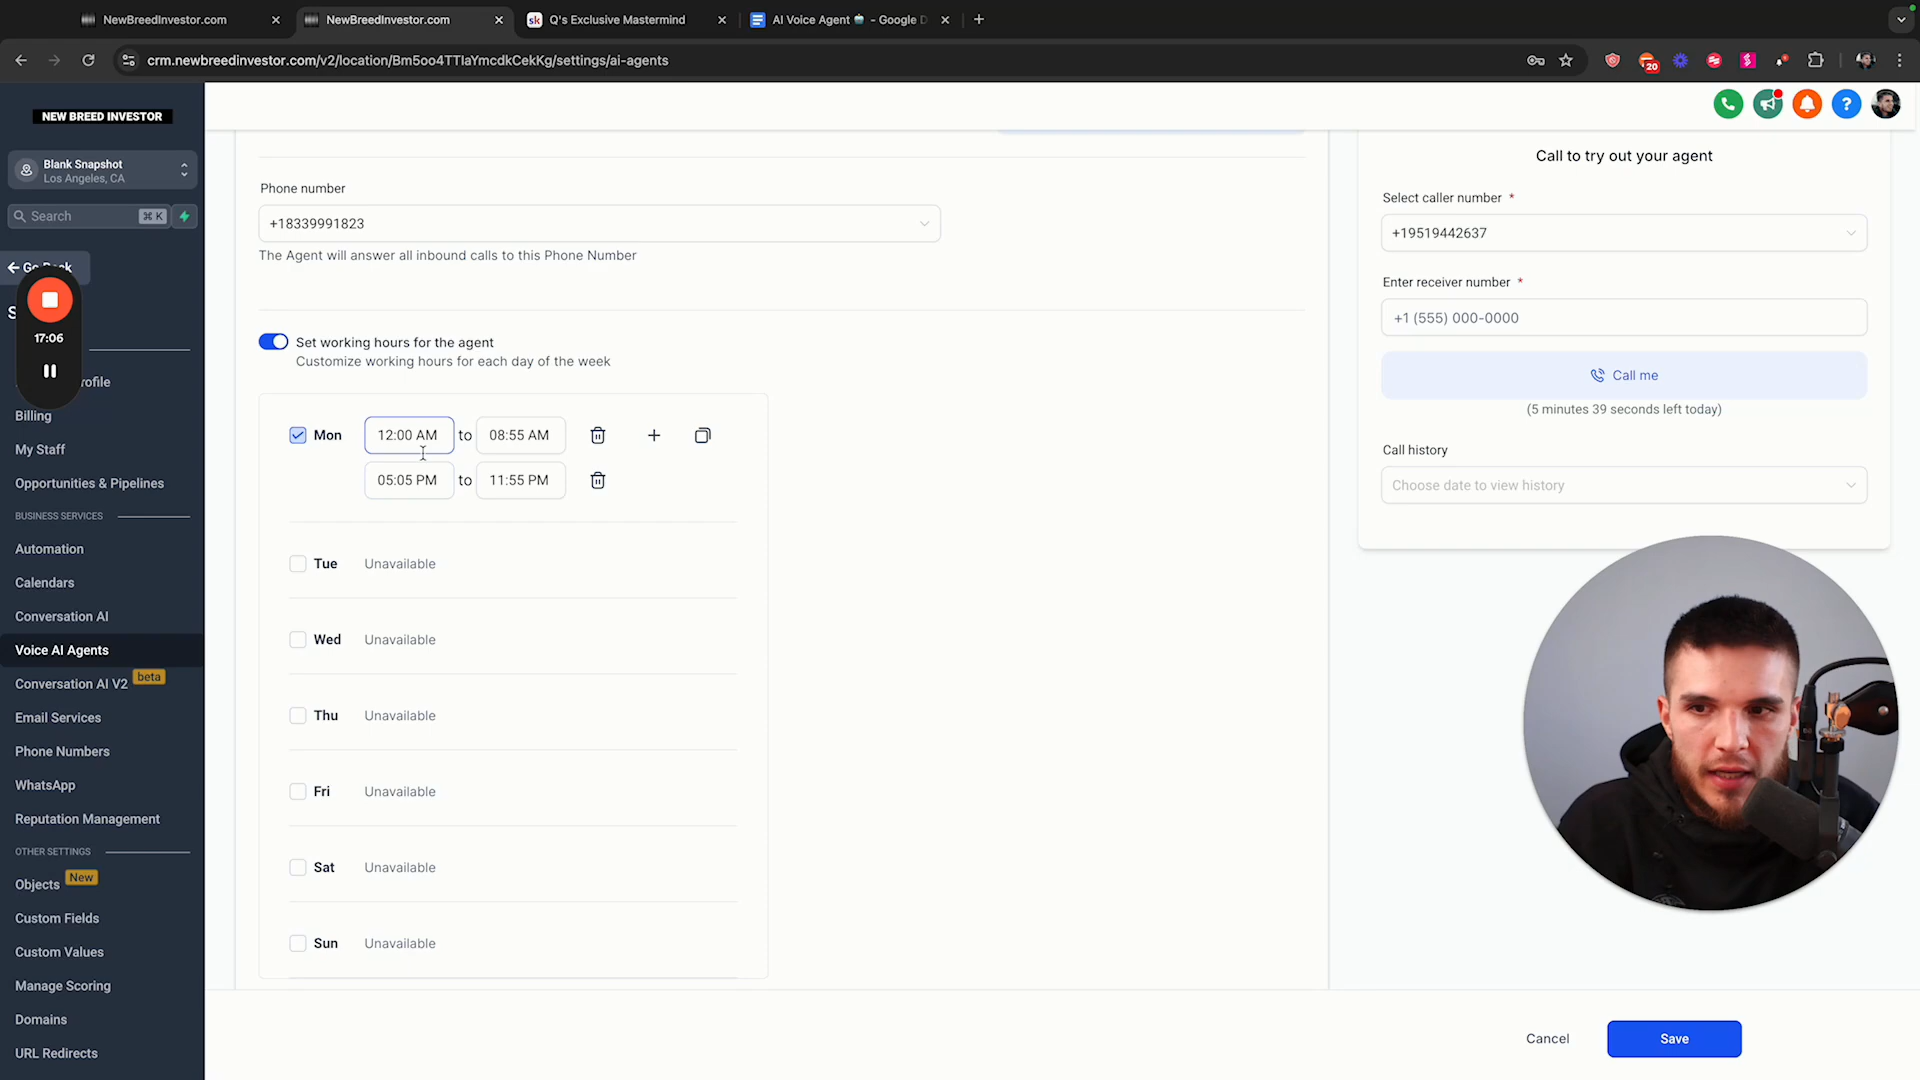 NewBreedInvestor.com
NewBreedInvestor.com
Q's Exclusive Mastermind
AI Voice Agent - Google D
crm.newbreedinvestor.com/v2/location/Bm5oo4TTIaYmcdkCekKg/settings/ai-agents
20
NEW BREED INVESTOR
Blank Snapshot
Los Angeles, CA
Search
⌘ K
Go Back
S
17:06
rofile
Billing
My Staff
Opportunities & Pipelines
BUSINESS SERVICES
Automation
Calendars
Conversation AI
Voice AI Agents
Conversation AI V2 beta
Email Services
Phone Numbers
WhatsApp
Reputation Management
OTHER SETTINGS
Objects New
Custom Fields
Custom Values
Manage Scoring
Domains
URL Redirects
Phone number
+18339991823
The Agent will answer all inbound calls to this Phone Number
Set working hours for the agent
Customize working hours for each day of the week
Mon 12:00 AM to 08:55 AM
05:05 PM to 11:55 PM
Tue Unavailable
Wed Unavailable
Thu Unavailable
Fri Unavailable
Sat Unavailable
Sun Unavailable
Call to try out your agent
Select caller number *
+19519442637
Enter receiver number *
+1 (555) 000-0000
Call me
(5 minutes 39 seconds left today)
Call history
Choose date to view history
Cancel
Save